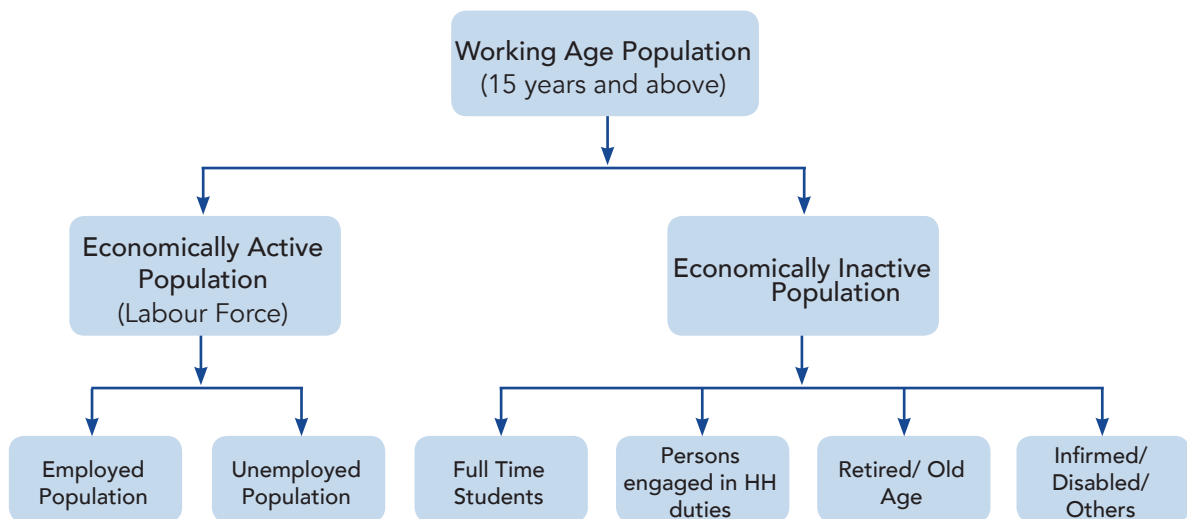 Working Age Population
(15 years and above)
Economically Active
Population
(Labour Force)
Economically Inactive
Population
Employed
Population
Unemployed
Population
Full Time
Students
Persons
engaged in HH
duties
Retired/ Old
Age
Infirmed/
Disabled/
Others